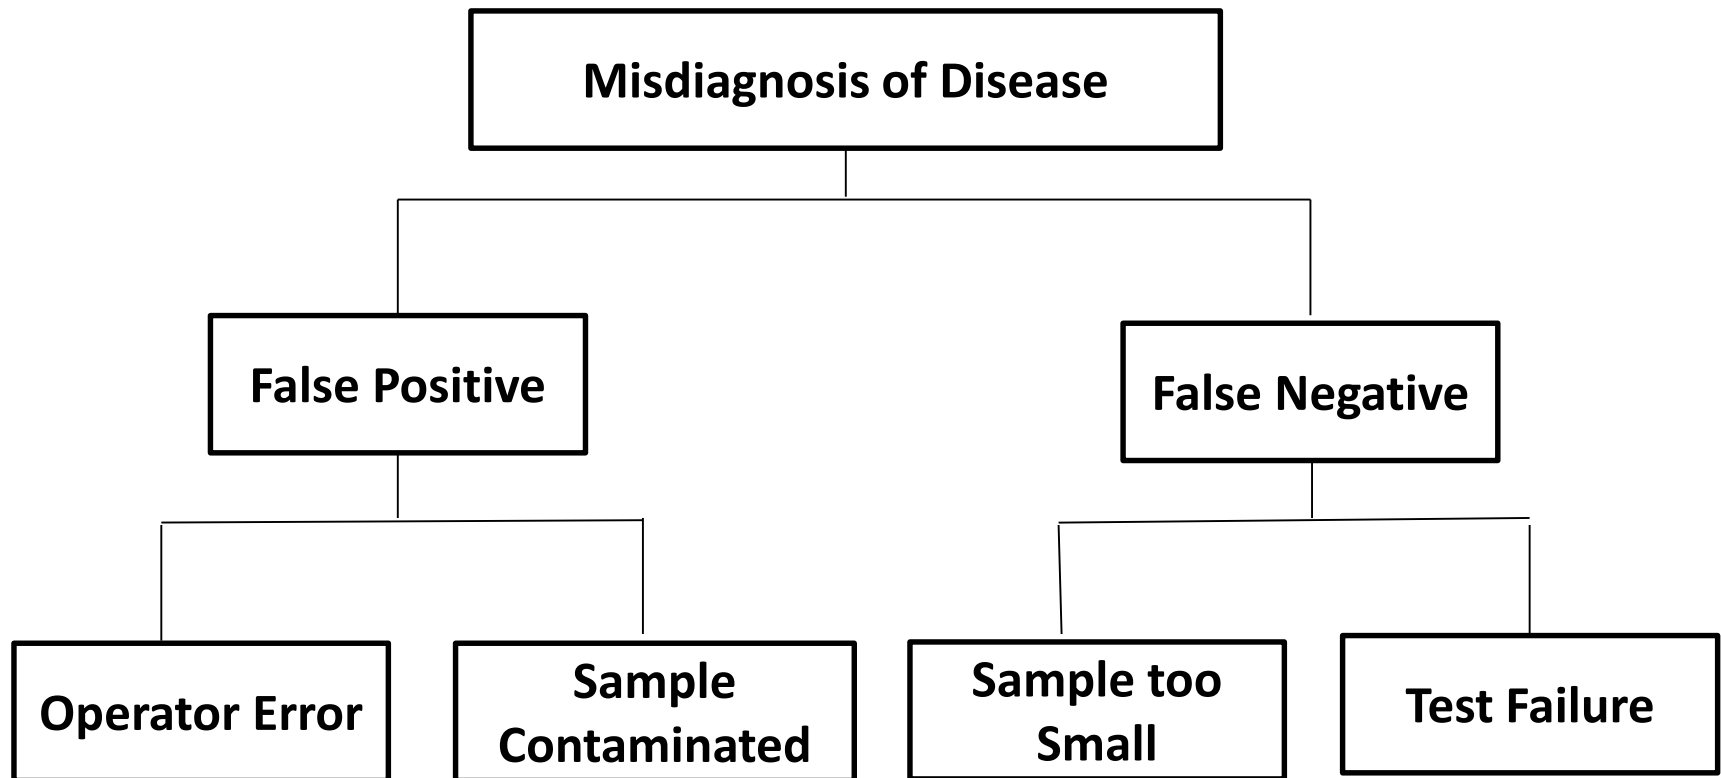 Misdiagnosis of Disease
False Positive
False Negative
Operator Error
Sample
Contaminated
Sample too
Small
Test Failure